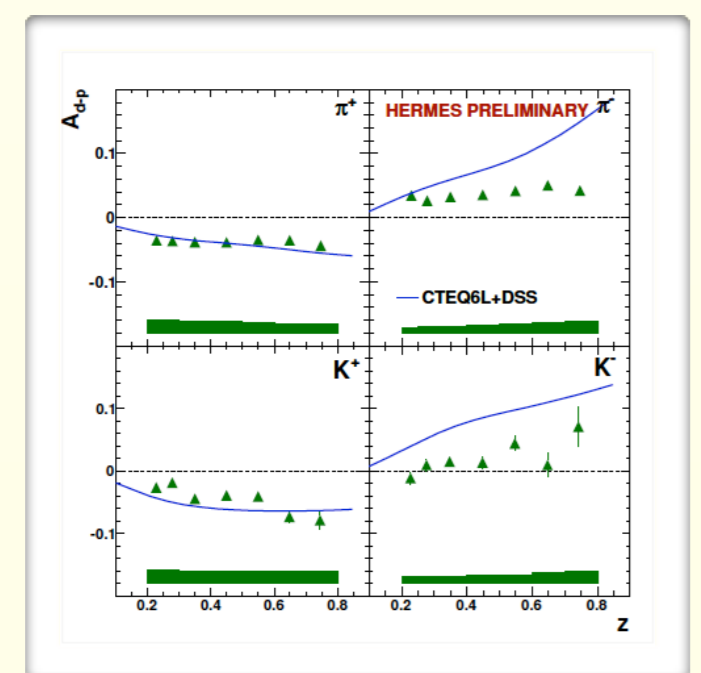 A_{d-p}
π⁺
HERMES PRELIMINARY π⁻
0.1
0
-0.1
CTEQ6L+DSS
K⁺
K⁻
0.1
0
-0.1
0.2 0.4 0.6 0.8 0.2 0.4 0.6 0.8
z